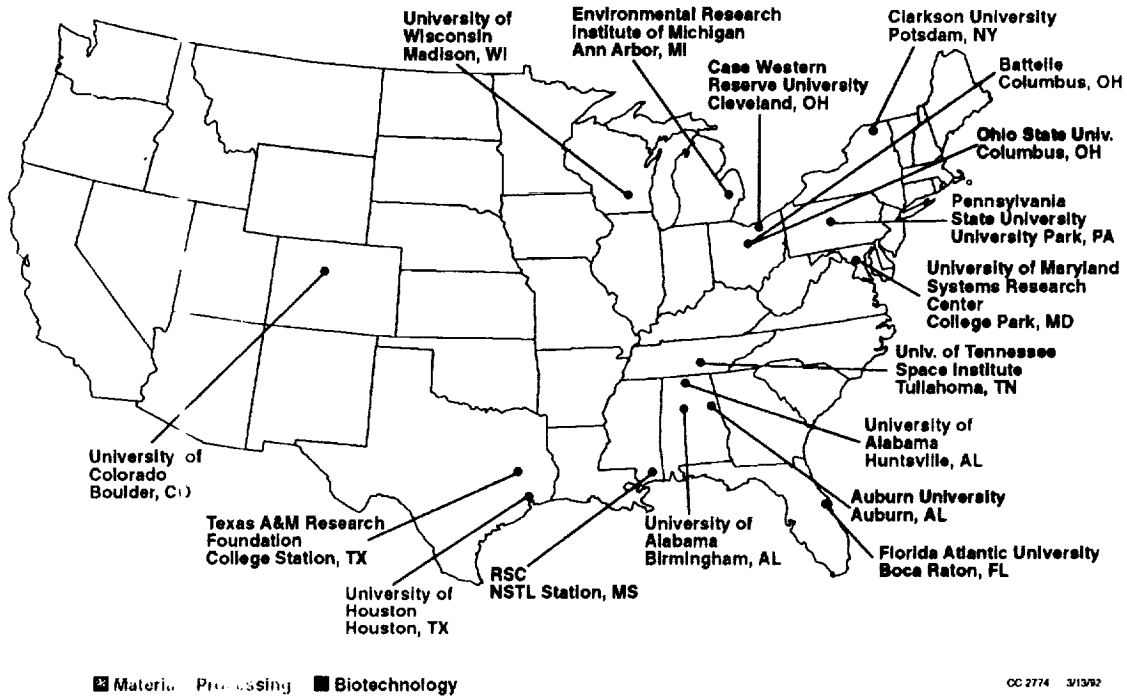 University of
Wisconsin
Madison, WI
Environmental Research
Institute of Michigan
Ann Arbor, MI
Case Western
Reserve University
Cleveland, OH
Clarkson University
Potsdam, NY
Battelle
Columbus, OH
Ohio State Univ.
Columbus, OH
Pennsylvania
State University
University Park, PA
University of Maryland
Systems Research
Center
College Park, MD
Univ. of Tennessee
Space Institute
Tullahoma, TN
University of
Alabama
Huntsville, AL
Auburn University
Auburn, AL
Florida Atlantic University
Boca Raton, FL
University of
Alabama
Birmingham, AL
RSC
NSTL Station, MS
University of
Houston
Houston, TX
Texas A&M Research
Foundation
College Station, TX
University of
Colorado
Boulder,
Biotechnology
CC 2774 3/13/92